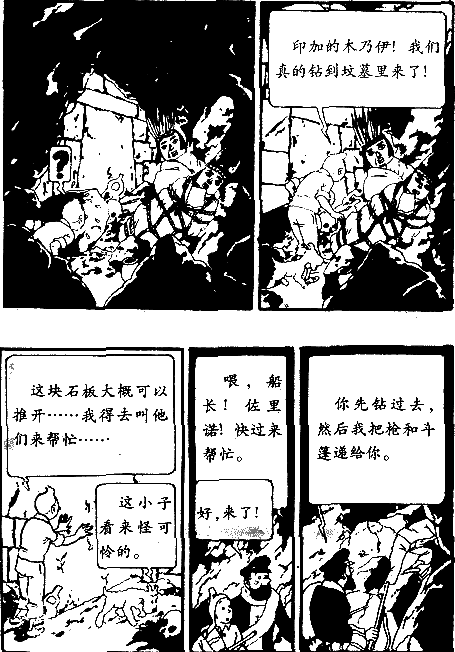 ?
印加的木乃伊！我们
真的钻到坟墓里来了！
这块石板大概可以
推开……我得去叫他
们来帮忙……
这小子
看来怪可
怜的。
喂，船
长！佐里
诺！快过来
帮忙。
好，来了！
你先钻过去，
然后我把枪和斗
篷递给你。